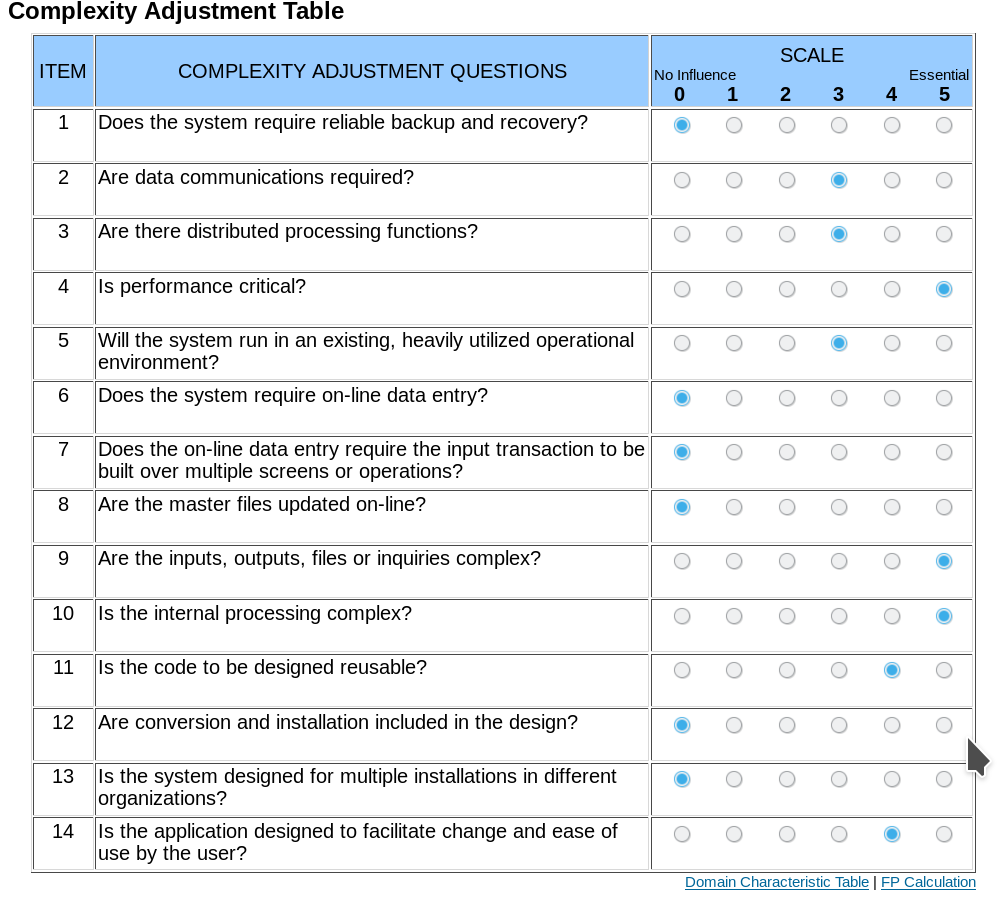 Complexity Adjustment Table
ITEM
COMPLEXITY ADJUSTMENT QUESTIONS
SCALE
No Influence Essential
0 1 2 3 4 5
1 Does the system require reliable backup and recovery?
2 Are data communications required?
3 Are there distributed processing functions?
4 Is performance critical?
5 Will the system run in an existing, heavily utilized operational
environment?
6 Does the system require on-line data entry?
7 Does the on-line data entry require the input transaction to be
built over multiple screens or operations?
8 Are the master files updated on-line?
9 Are the inputs, outputs, files or inquiries complex?
10 Is the internal processing complex?
11 Is the code to be designed reusable?
12 Are conversion and installation included in the design?
13 Is the system designed for multiple installations in different
organizations?
14 Is the application designed to facilitate change and ease of
use by the user?
Domain Characteristic Table | FP Calculation